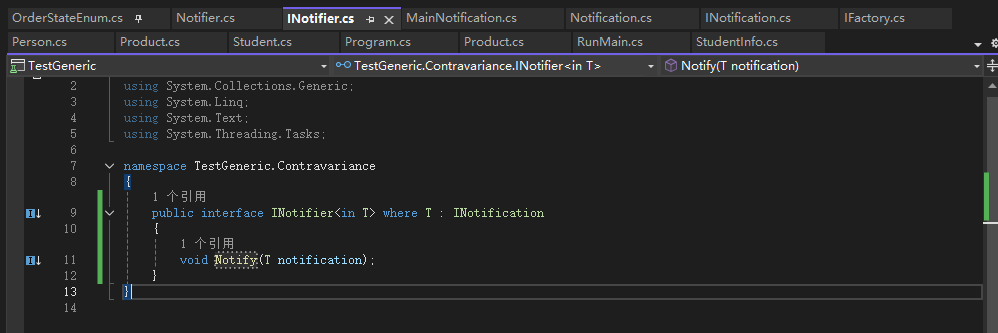 OrderStateEnum.cs Notifier.cs INotifier.cs MainNotification.cs Notification.cs INotification.cs IFactory.cs
Person.cs Product.cs Student.cs Program.cs Product.cs RunMain.cs StudentInfo.cs
TestGeneric TestGeneric.Contravariance.INotifier<in T> Notify(T notification)
2 using System.Collections.Generic;
3 using System.Linq;
4 using System.Text;
5 using System.Threading.Tasks;
6
7 namespace TestGeneric.Contravariance
8 {
1 个引用
9 public interface INotifier<in T> where T : INotification
10 {
1 个引用
11 void Notify(T notification);
12 }
13 }
14